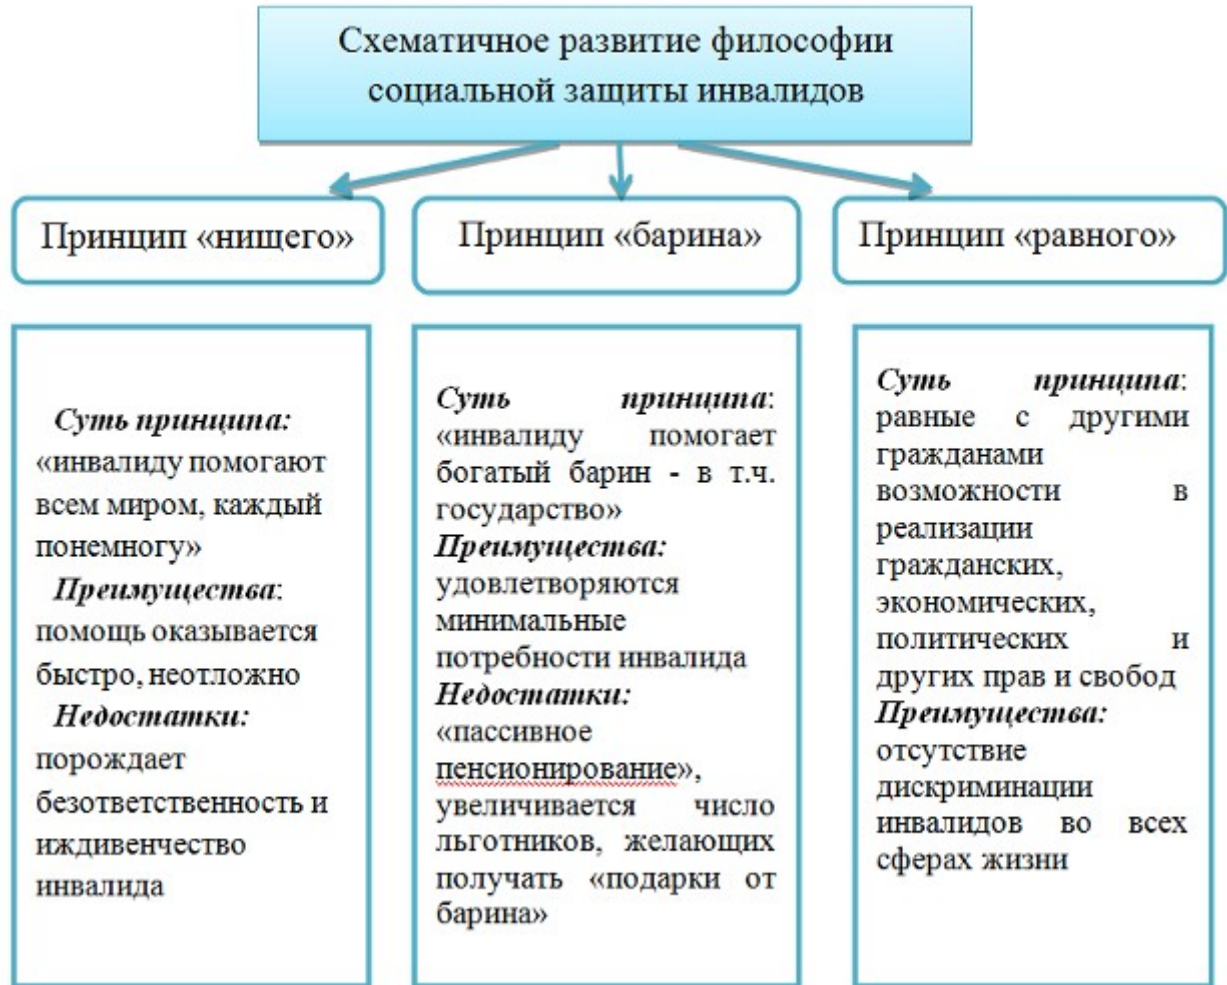 Схематичное развитие философии
социальной защиты инвалидов
Принцип «нищего»
Принцип «барина»
Принцип «равного»
Суть принципа:
«инвалиду помогают
всем миром, каждый
понемногу»
Преимущества:
помощь оказывается
быстро, неотложно
Недостатки:
порождает
безответственность и
иждивенчество
инвалида
Суть принципа:
«инвалиду помогает
богатый барин - в т.ч.
государство»
Преимущества:
удовлетворяются
минимальные
потребности инвалида
Недостатки:
«пассивное
пенсионирование»,
увеличивается число
льготников, желающих
получать «подарки от
барина»
Суть принципа:
равные с другими
гражданами
возможности в
реализации
гражданских,
экономических,
политических и
других прав и свобод
Преимущества:
отсутствие
дискриминации
инвалидов во всех
сферах жизни